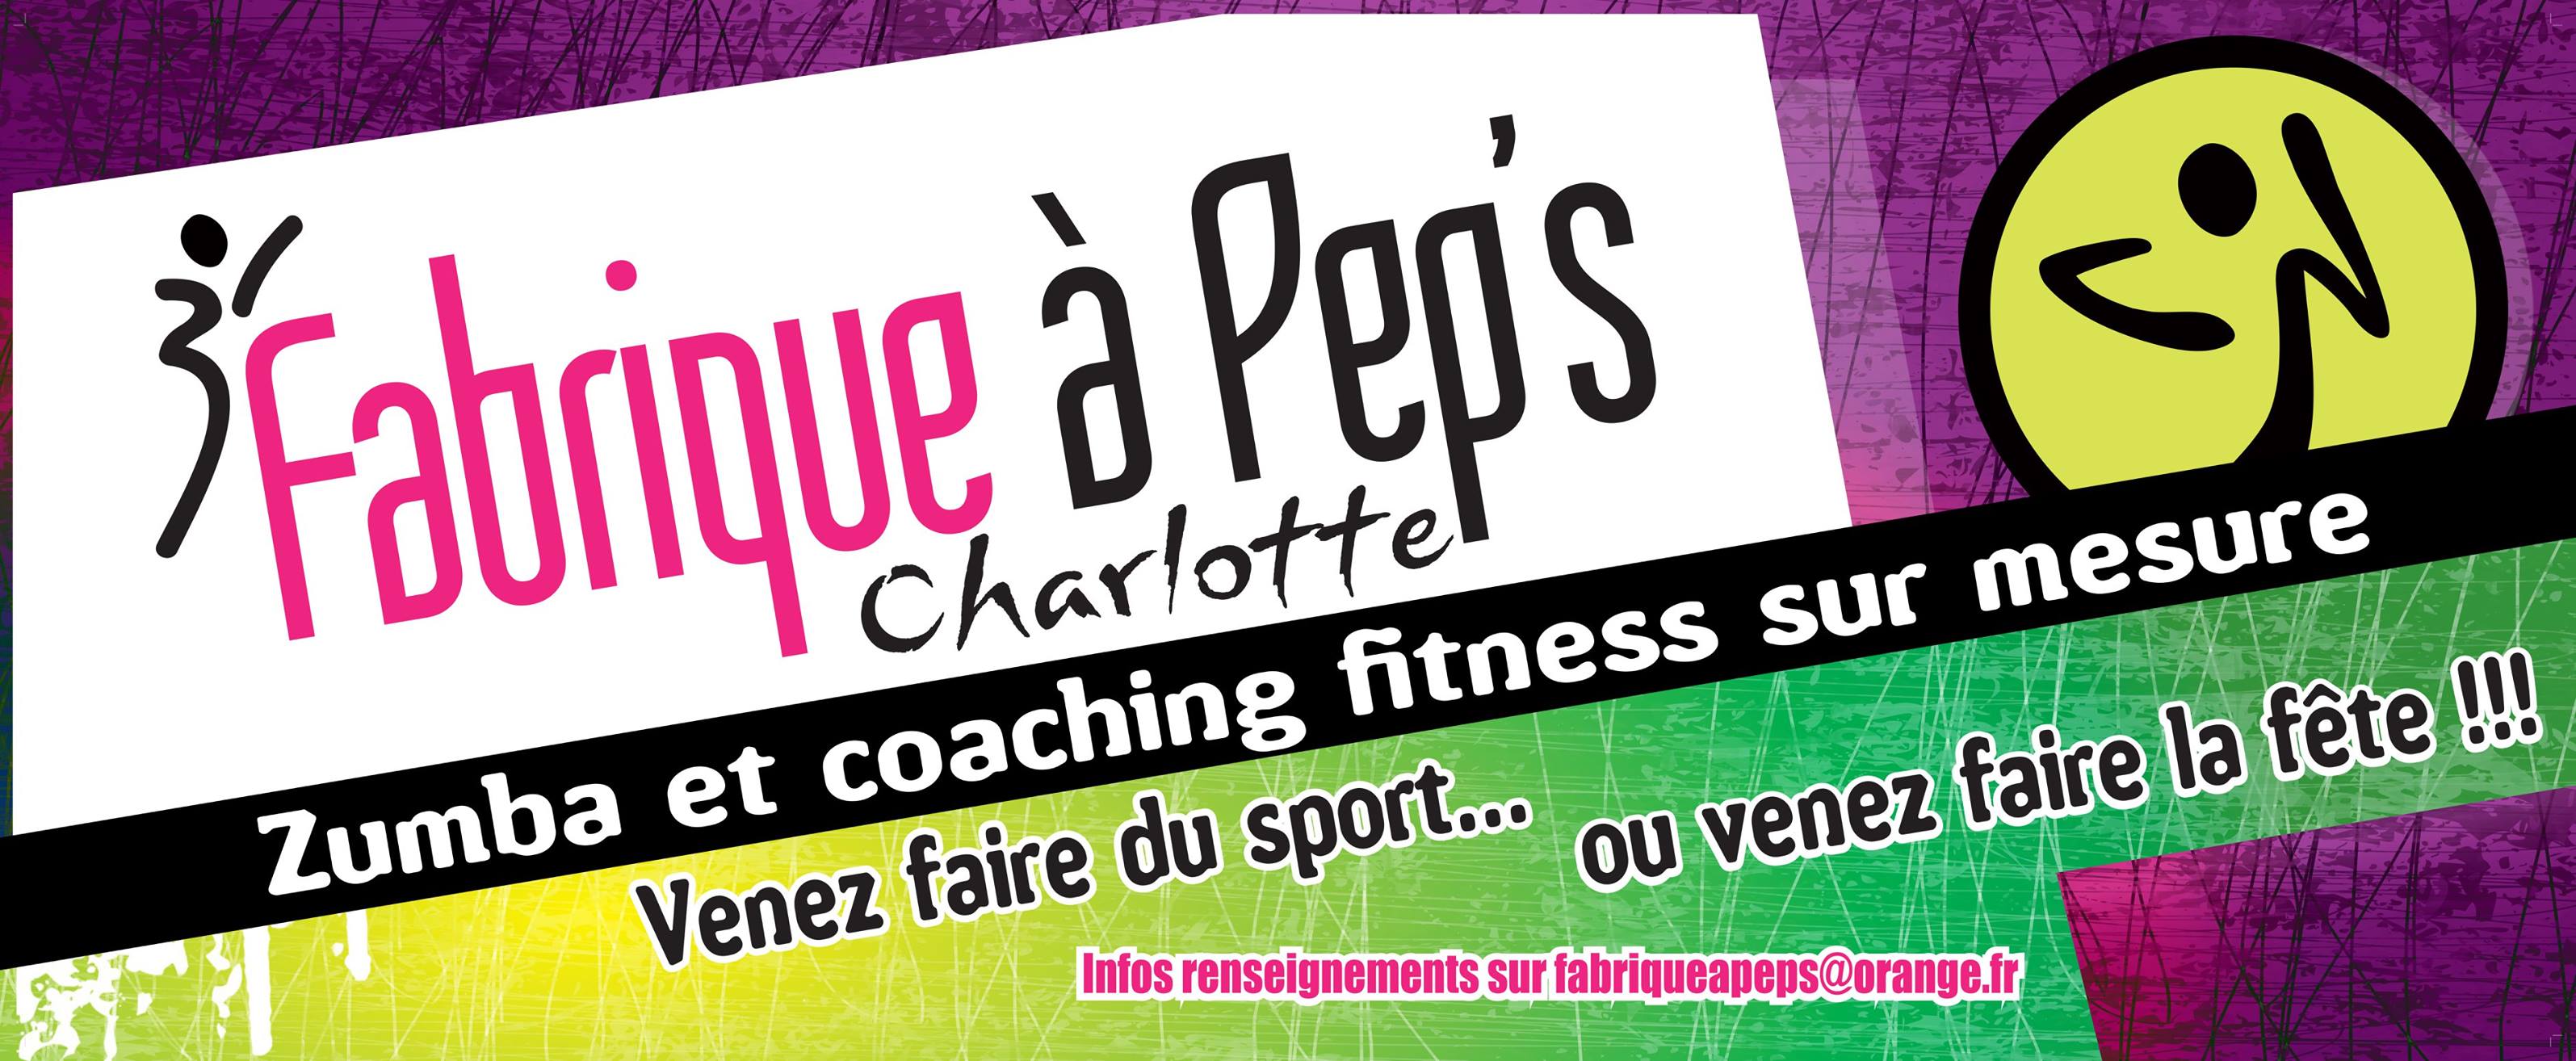 Fabrique à Pep's
Charlotte
Zumba et coaching fitness sur mesure
Venez faire du sport... ou venez faire la fête !!!
Infos renseignements sur fabriqueapeps@orange.fr